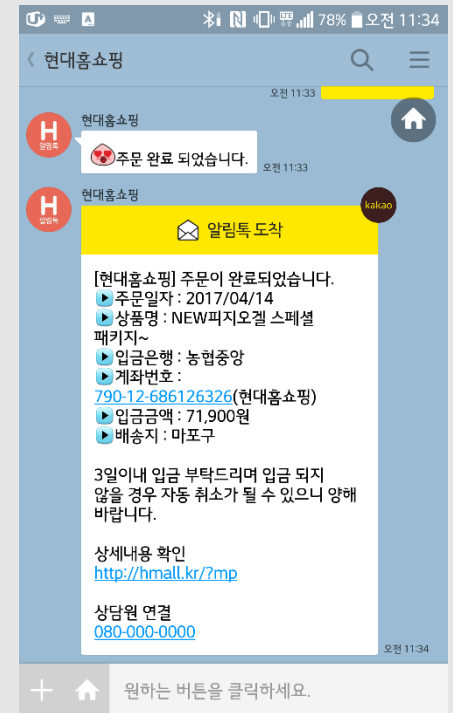 78% 오전 11:34
현대홈쇼핑
오전 11:33
현대홈쇼핑
H
알림톡
주문 완료 되었습니다.
오전 11:33
현대홈쇼핑
H
알림톡
kakao
알림톡 도착
[현대홈쇼핑] 주문이 완료되었습니다.
주문일자 : 2017/04/14
상품명 : NEW피지오겔 스페셜
패키지~
입금은행 : 농협중앙
계좌번호 :
790-12-686126326(현대홈쇼핑)
입금금액 : 71,900원
배송지 : 마포구
3일이내 입금 부탁드리며 입금 되지
않을 경우 자동 취소가 될 수 있으니 양해
바랍니다.
상세내용 확인
http://hmall.kr/?mp
상담원 연결
080-000-0000
오전 11:34
원하는 버튼을 클릭하세요.